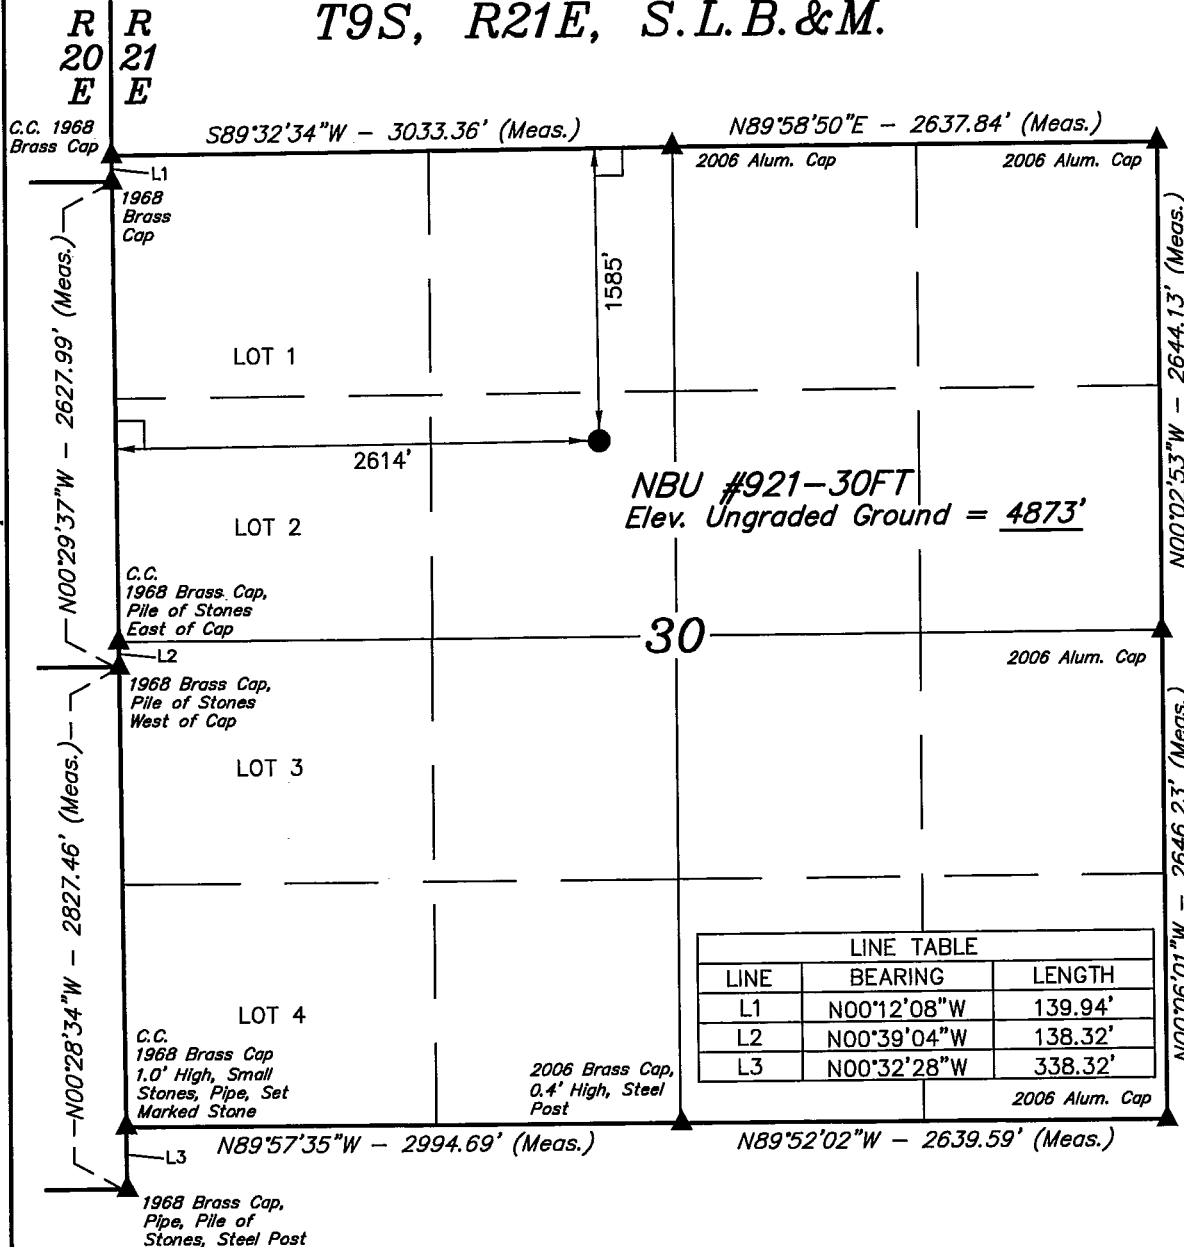 T9S, R21E, S.L.B.&M.
R R
20 21
E E
C.C. 1968
Brass Cap
S89°32'34"W - 3033.36' (Meas.)
N89°58'50"E - 2637.84' (Meas.)
2006 Alum. Cap
2006 Alum. Cap
L1
1968
Brass
Cap
N00°29'37"W - 2627.99' (Meas.)
1585'
N00°02'53"W - 2644.13' (Meas.)
LOT 1
2614'
NBU #921-30FT
Elev. Ungraded Ground = 4873'
LOT 2
C.C.
1968 Brass Cap,
Pile of Stones
East of Cap
30
L2
2006 Alum. Cap
1968 Brass Cap,
Pile of Stones
West of Cap
N00°28'34"W - 2827.46' (Meas.)
LOT 3
N00°06'01"W - 2646.23' (Meas.)
LINE TABLE
LINE BEARING LENGTH
L1 N00°12'08"W 139.94'
L2 N00°39'04"W 138.32'
L3 N00°32'28"W 338.32'
LOT 4
C.C.
1968 Brass Cap
1.0' High, Small
Stones, Pipe, Set
Marked Stone
2006 Brass Cap,
0.4' High, Steel
Post
2006 Alum. Cap
N89°57'35"W - 2994.69' (Meas.)
N89°52'02"W - 2639.59' (Meas.)
L3
1968 Brass Cap,
Pipe, Pile of
Stones, Steel Post